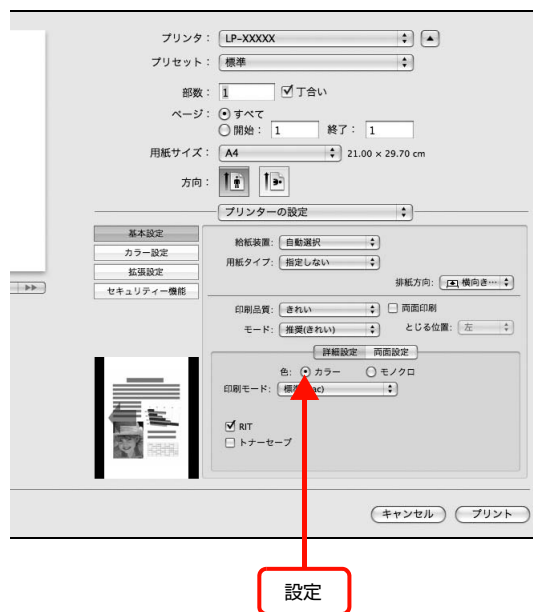 プリンタ： LP-XXXXX
プリセット： 標準
部数： 1 丁合い
ページ： すべて
開始： 1 終了： 1
用紙サイズ： A4 21.00 × 29.70 cm
方向：
プリンターの設定
基本設定
カラー設定
拡張設定
セキュリティー機能
給紙装置： 自動選択
用紙タイプ： 指定しない
排紙方向： 横向き…
印刷品質： きれい 両面印刷
モード： 推奨(きれい) とじる位置： 左
詳細設定 両面設定
色： カラー モノクロ
印刷モード： 標準
RIT
トナーセーブ
キャンセル プリント
設定